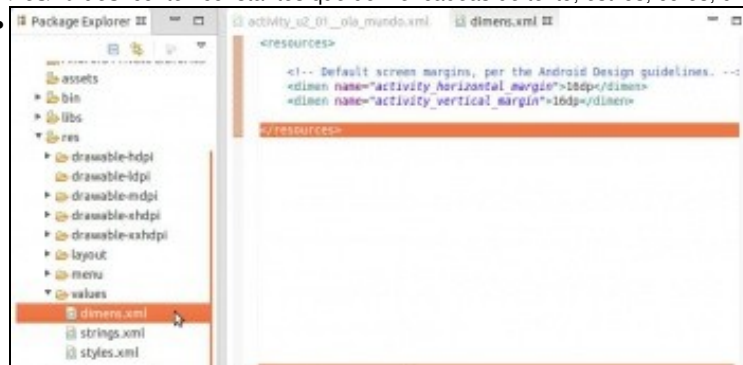 Package Explorer
assets
bin
libs
res
drawable-hdpi
drawable-ldpi
drawable-mdpi
drawable-xhdpi
drawable-xxhdpi
layout
menu
values
dimens.xml
strings.xml
styles.xml
activity_u2_01__ola_mundo.xml
dimens.xml
<resources>
<!-- Default screen margins, per the Android Design guidelines. --
<dimen name="activity_horizontal_margin">16dp</dimen>
<dimen name="activity_vertical_margin">16dp</dimen>
</resources>